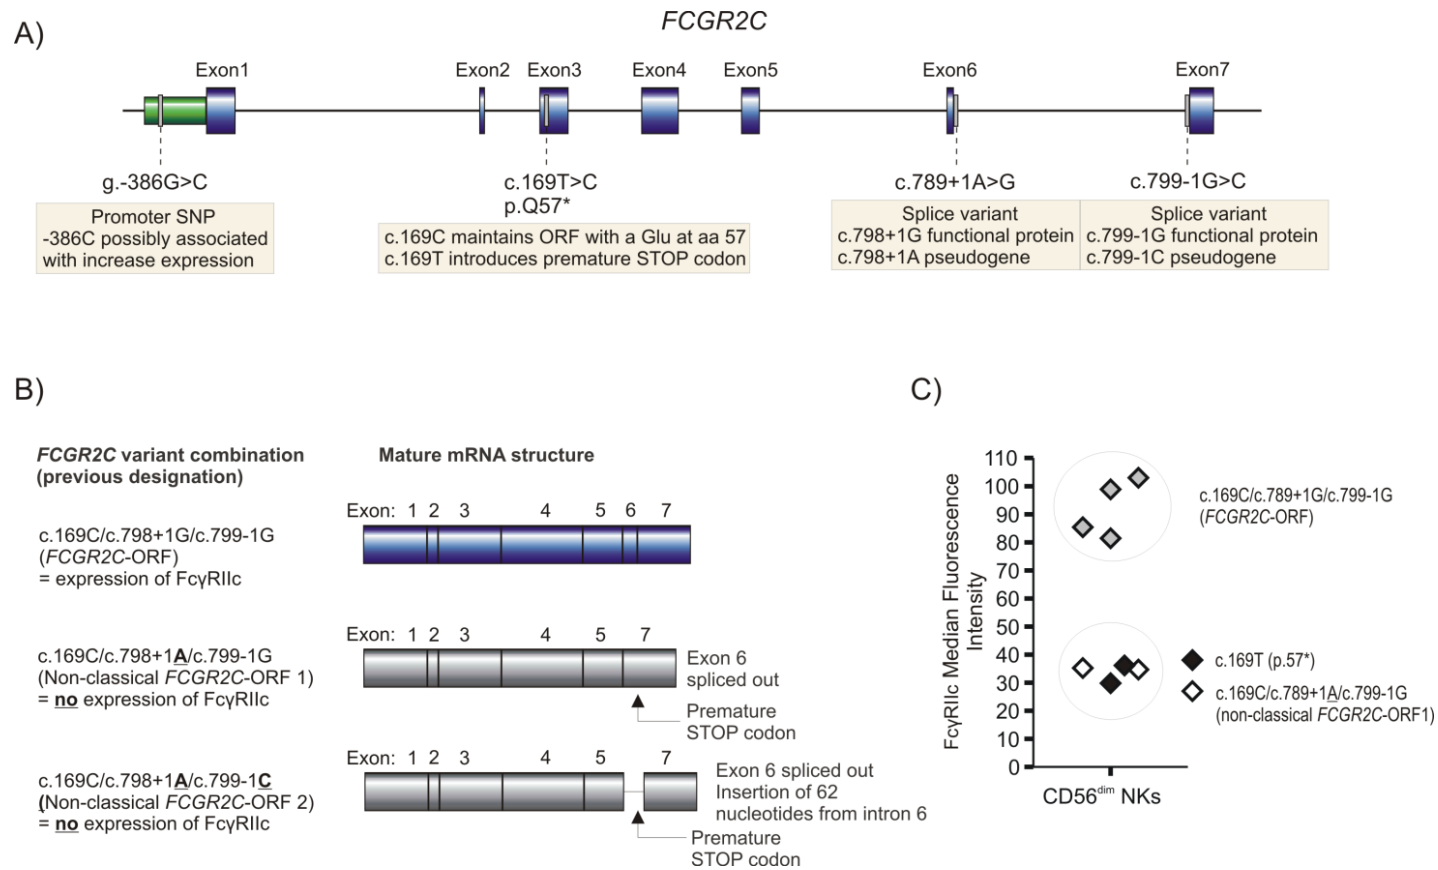 A)
FCGR2C
Exon1
Exon2
Exon3
Exon4
Exon5
Exon6
Exon7
g.-386G>C
Promoter SNP
-386C possibly associated
with increase expression
c.169T>C
p.Q57*
c.169C maintains ORF with a Glu at aa 57
c.169T introduces premature STOP codon
c.789+1A>G
Splice variant
c.798+1G functional protein
c.798+1A pseudogene
c.799-1G>C
Splice variant
c.799-1G functional protein
c.799-1C pseudogene
B)
FCGR2C variant combination
(previous designation)
Mature mRNA structure
c.169C/c.798+1G/c.799-1G
(FCGR2C-ORF)
= expression of FcγRIIc
Exon: 1 2 3 4 5 6 7
c.169C/c.798+1A/c.799-1G
(Non-classical FCGR2C-ORF 1)
= no expression of FcγRIIc
Exon: 1 2 3 4 5 7
Exon 6
spliced out
Premature
STOP codon
c.169C/c.798+1A/c.799-1C
(Non-classical FCGR2C-ORF 2)
= no expression of FcγRIIc
Exon: 1 2 3 4 5 7
Exon 6 spliced out
Insertion of 62
nucleotides from intron 6
Premature
STOP codon
C)
FcγRIIc Median Fluorescence
Intensity
110
100
90
80
70
60
50
40
30
20
10
0
CD56dim NKs
c.169C/c.789+1G/c.799-1G
(FCGR2C-ORF)
c.169T (p.57*)
c.169C/c.789+1A/c.799-1G
(non-classical FCGR2C-ORF1)